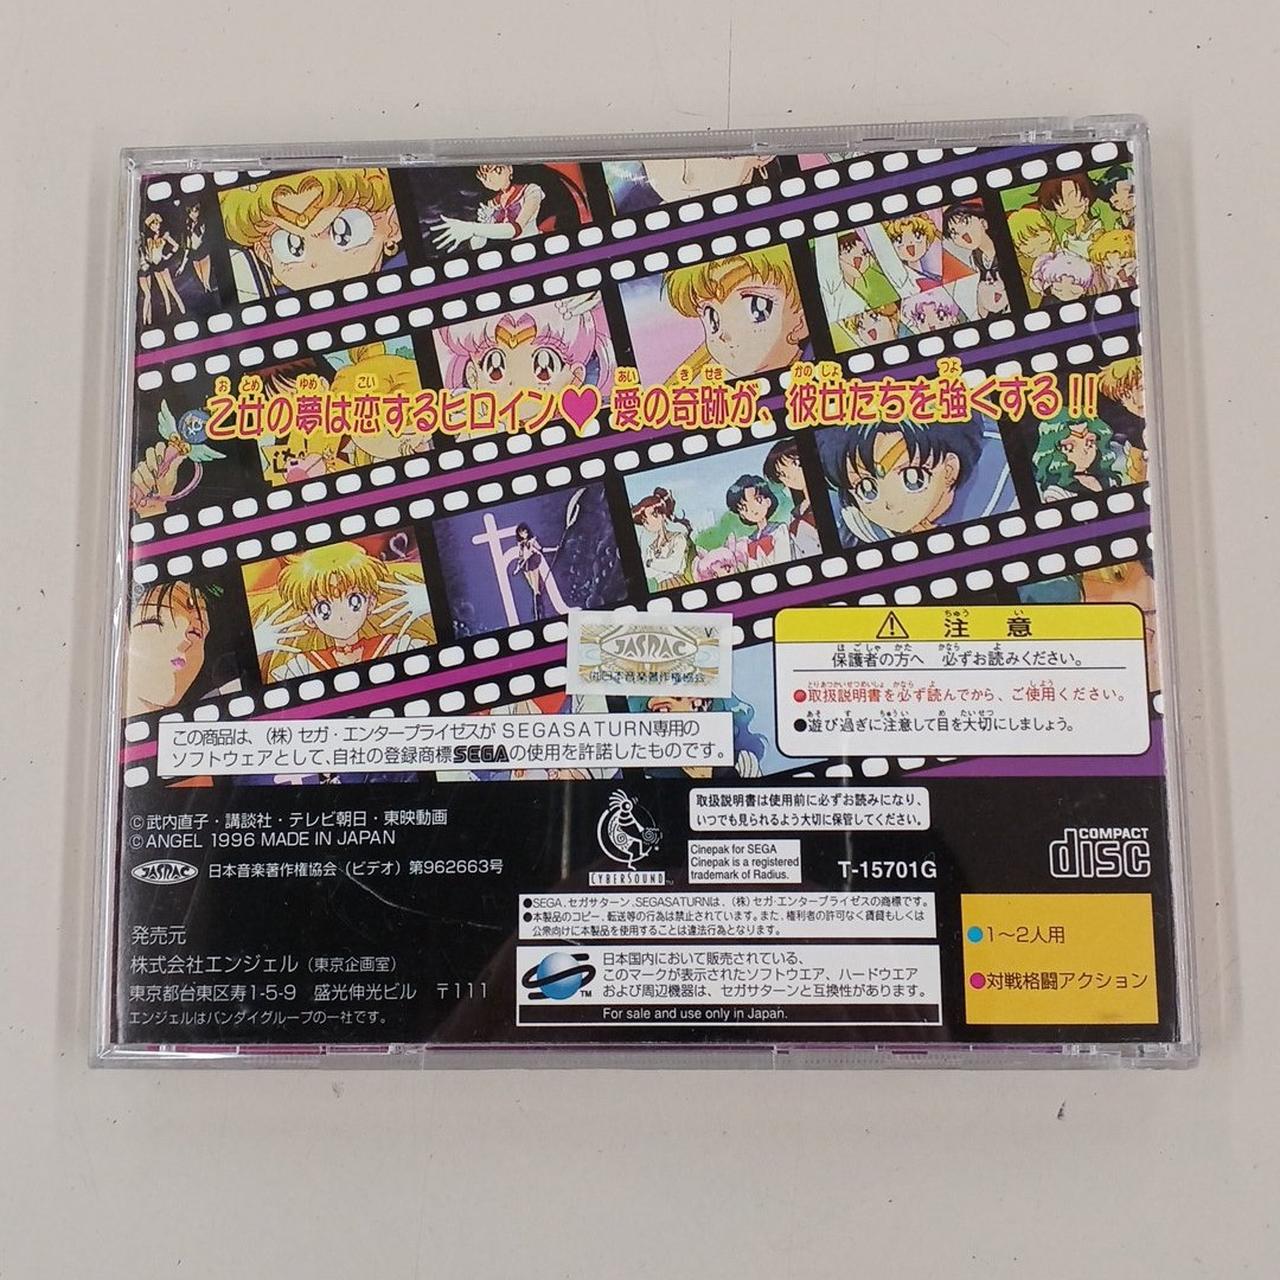 乙女の夢は恋するヒロイン♥ 愛の奇跡が、彼女たちを強くする!!
JASRAC
V
日本音楽著作権協会
注意
保護者の方へ 必ずお読みください。
●取扱説明書を必ず読んでから、ご使用ください。
●遊び過ぎに注意して目を大切にしましょう。
この商品は、(株)セガ・エンタープライゼスがSEGASATURN専用の
ソフトウェアとして、自社の登録商標SEGAの使用を許諾したものです。
©武内直子・講談社・テレビ朝日・東映動画
©ANGEL 1996 MADE IN JAPAN
JASRAC 日本音楽著作権協会(ビデオ)第962663号
発売元
株式会社エンジェル(東京企画室)
東京都台東区寿1-5-9 盛光伸光ビル 〒111
エンジェルはバンダイグループの一社です。
CYBERSOUND™
取扱説明書は使用前に必ずお読みになり、
いつでも見られるよう大切に保管してください。
Cinepak for SEGA
Cinepak is a registered
trademark of Radius.
T-15701G
COMPACT
disc
●SEGA、セガサターン、SEGASATURNは、(株)セガ・エンタープライゼスの商標です。
●本製品のコピー、転送等の行為は禁止されています。また、権利者の許可なく賃貸もしくは
公衆向けに本製品を使用することは違法行為となります。
TM
日本国内において販売されている、
このマークが表示されたソフトウエア、ハードウエア
および周辺機器は、セガサターンと互換性があります。
For sale and use only in Japan.
●1〜2人用
●対戦格闘アクション